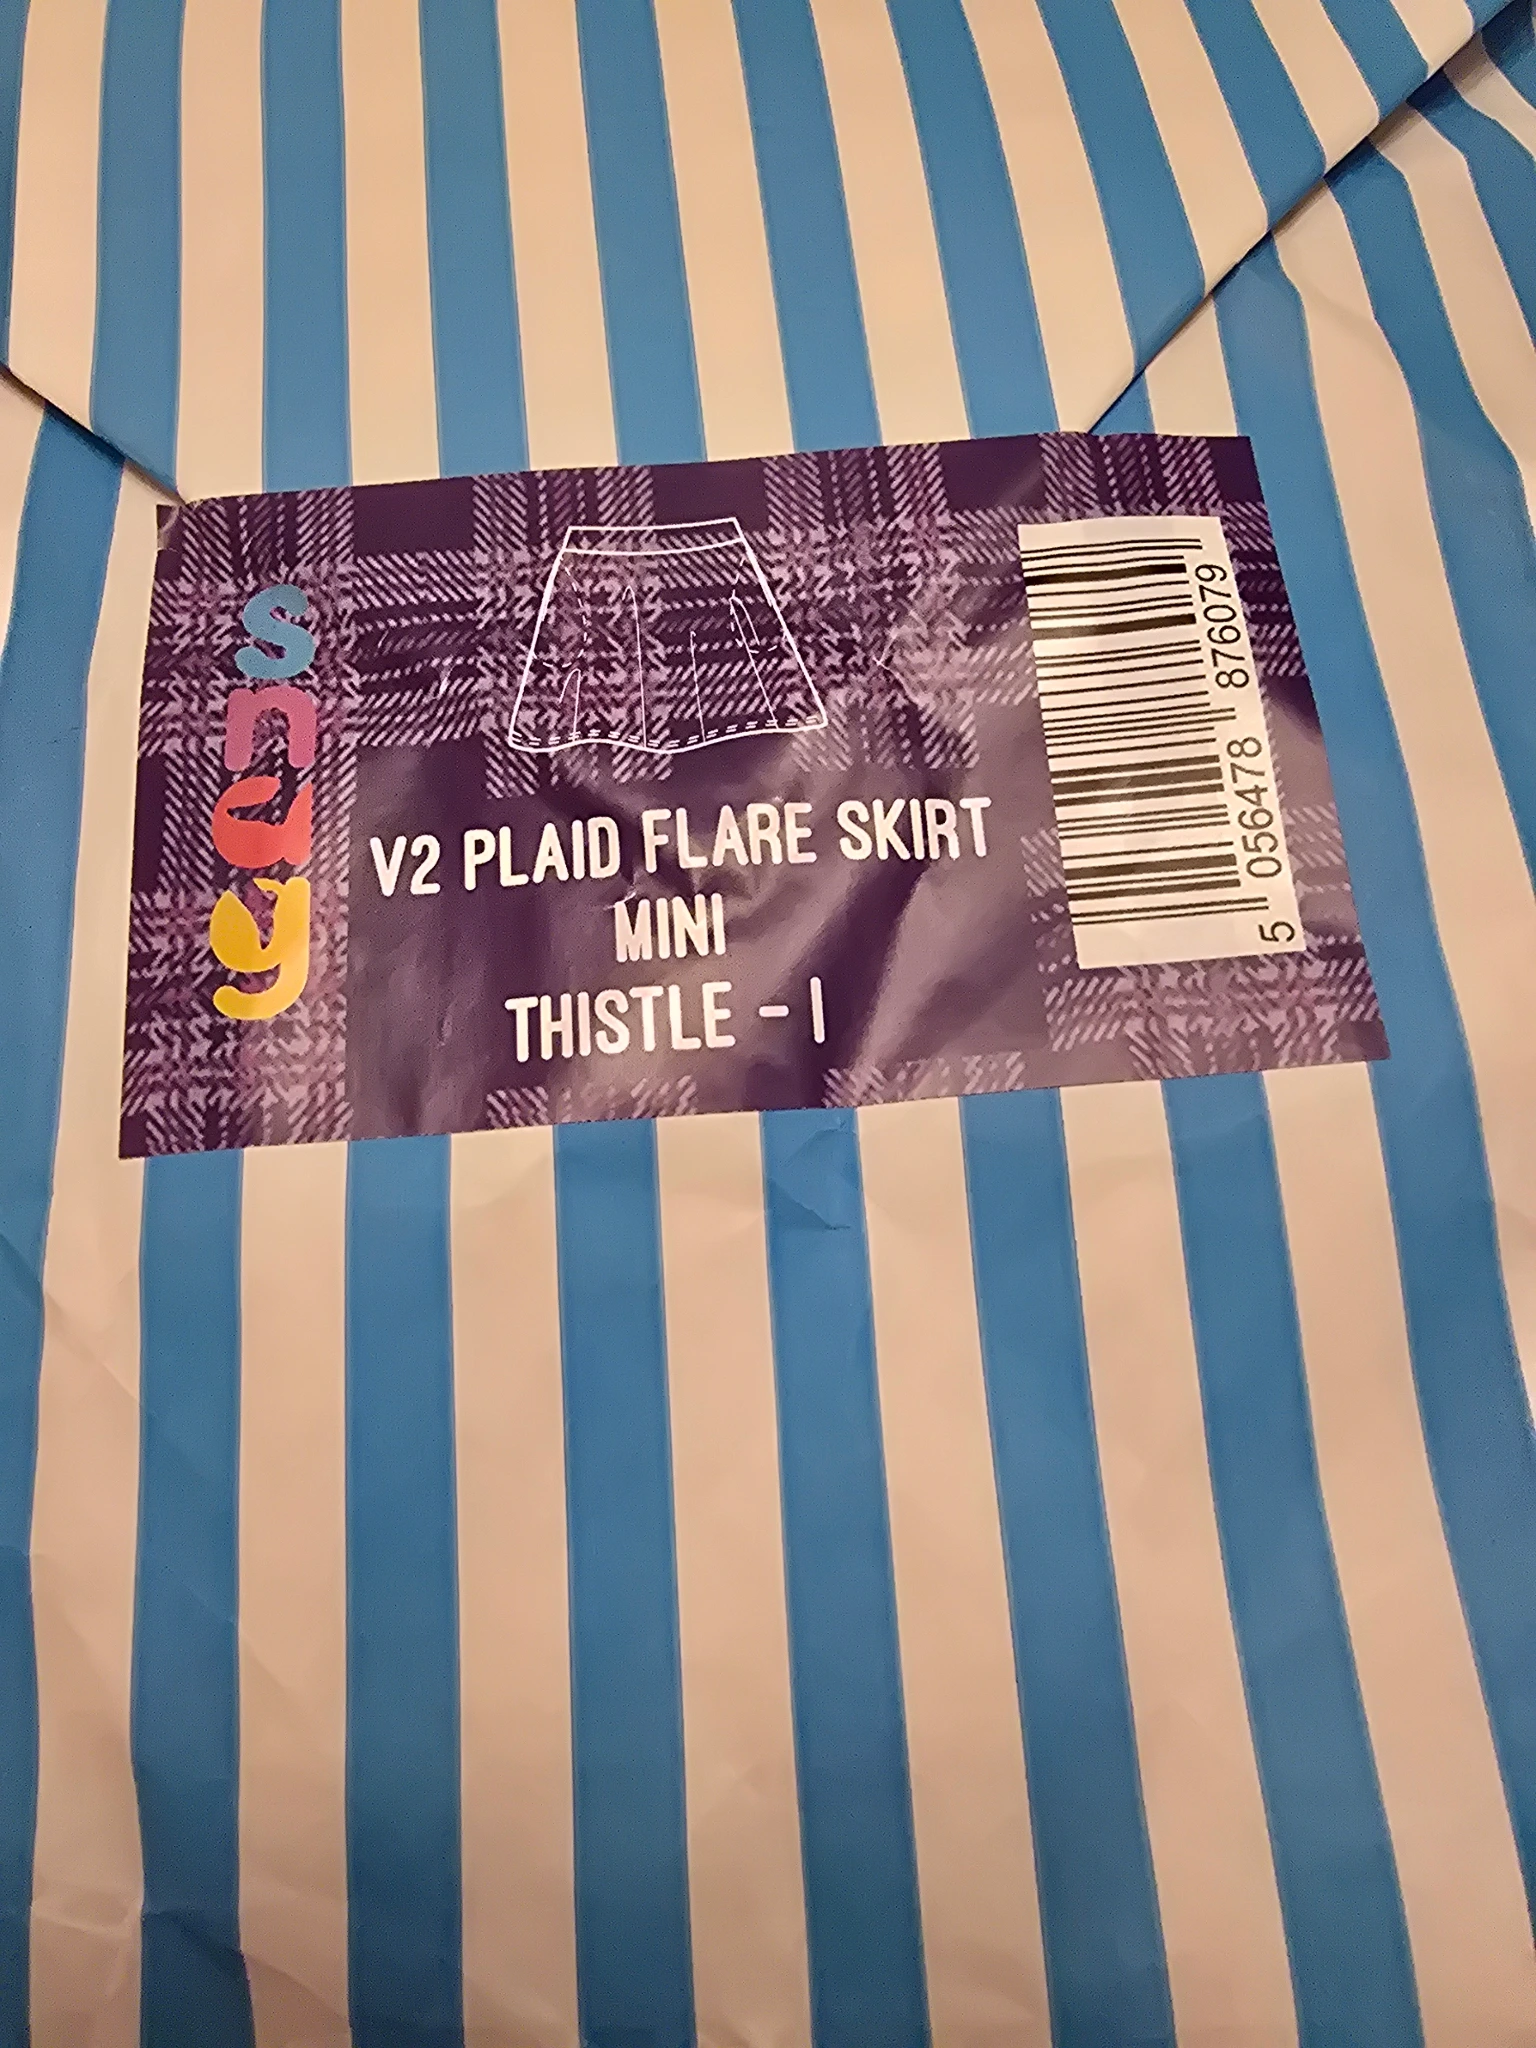 snag
V2 PLAID FLARE SKIRT
MINI
THISTLE - I
5 056478 876079